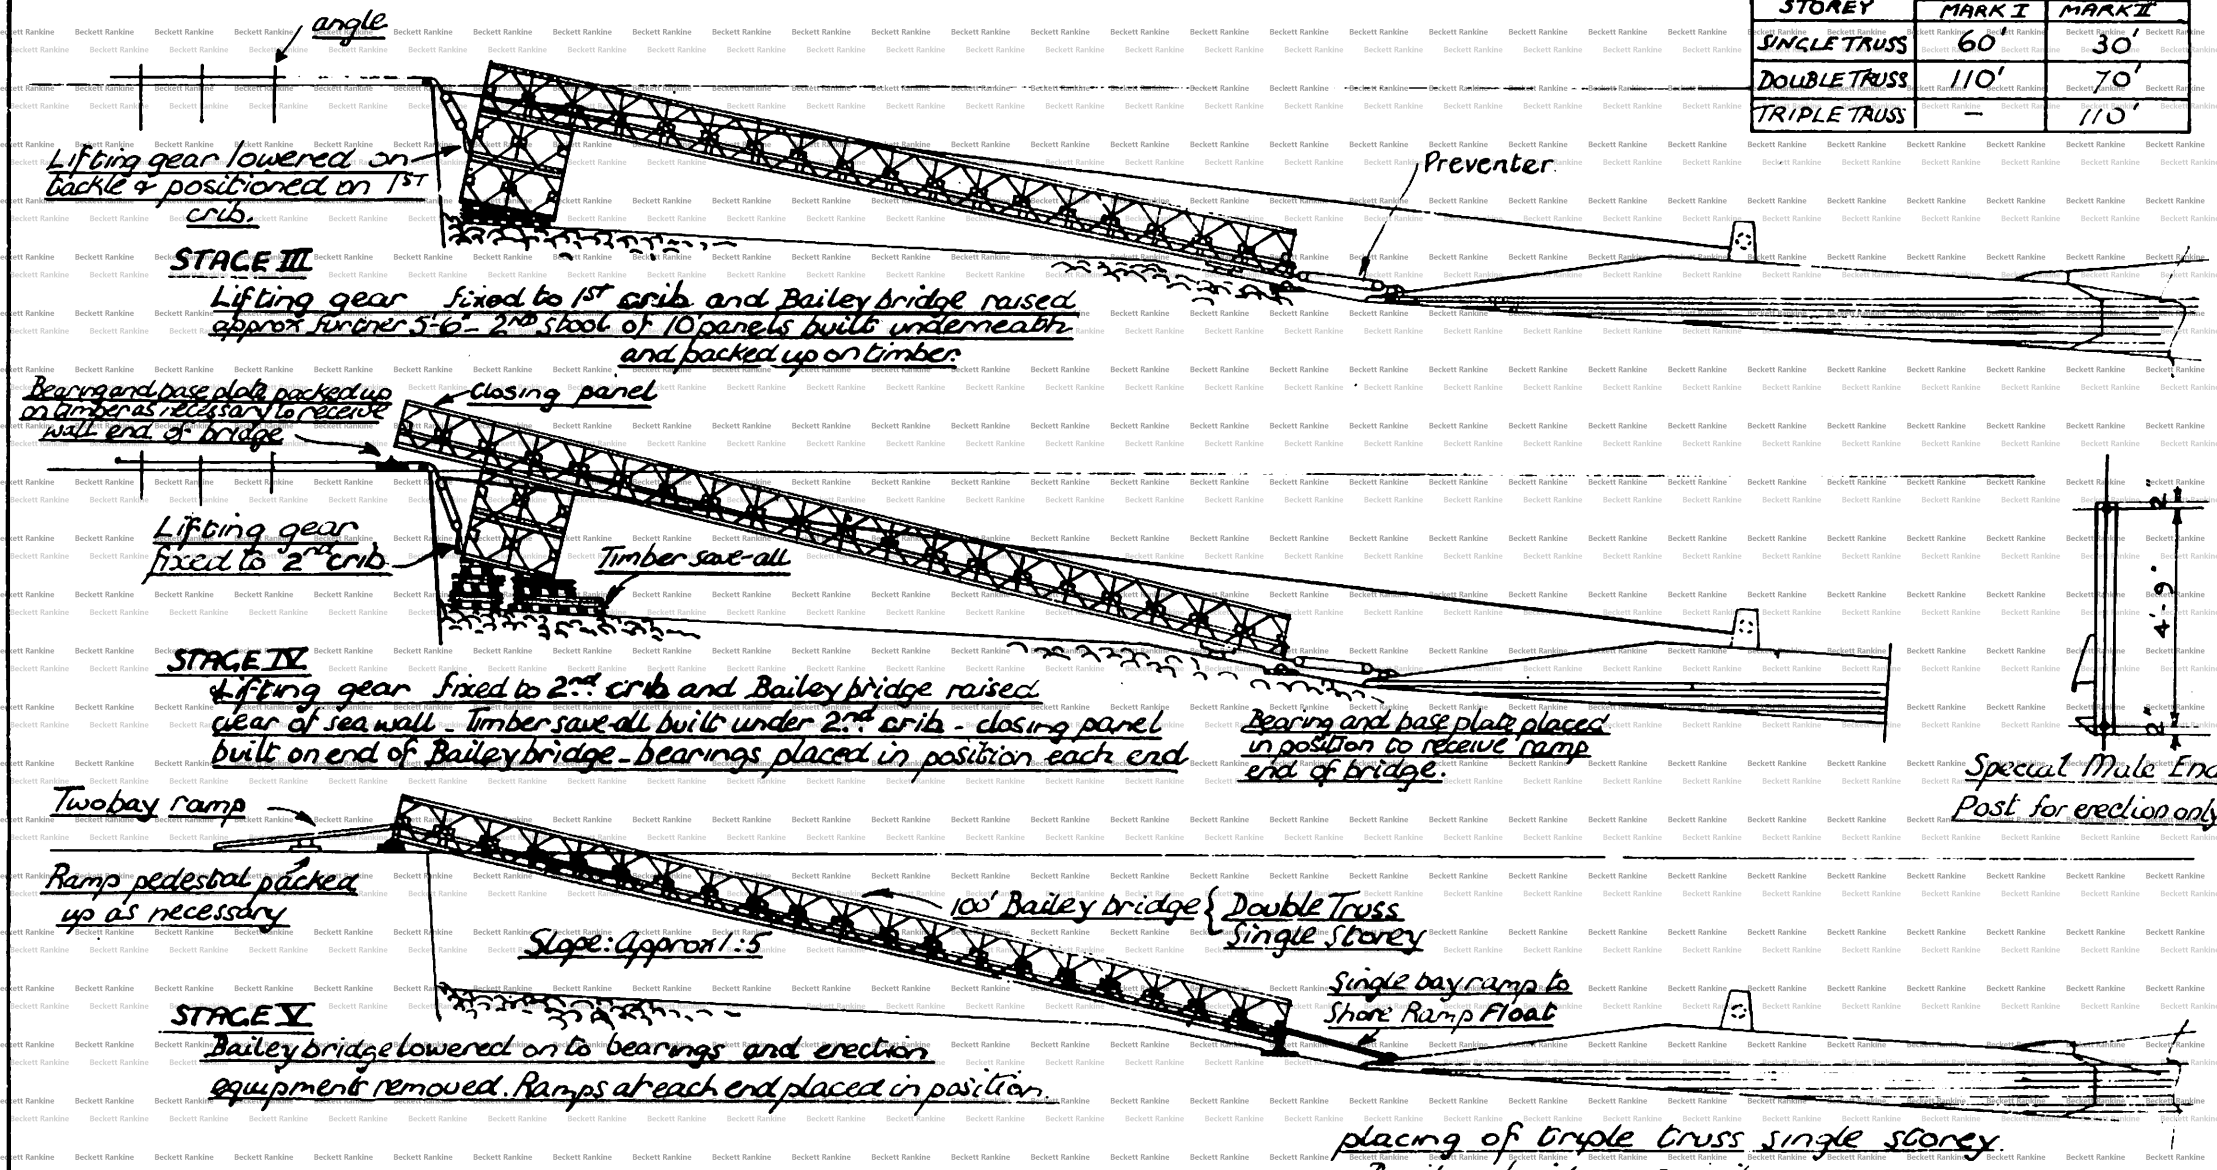 angle
STOREY MARK I MARK II
SINGLE TRUSS 60' 30'
DOUBLE TRUSS 110' 70'
TRIPLE TRUSS - 110'
Lifting gear lowered on
tackle & positioned on 1ST
crib.
Preventer
STAGE III
Lifting gear fixed to 1ST crib and Bailey bridge raised
approx further 5'-6" - 2nd stool of 10 panels built underneath
and packed up on timber.
Bearing and base plate packed up
on timber as necessary to receive
wall end of bridge
Closing panel
Lifting gear
fixed to 2nd crib
Timber save-all
2"
4'-9"
2"
Special Male End
Post for erection only
STAGE IV
Lifting gear fixed to 2nd crib and Bailey bridge raised
clear of sea wall - Timber save-all built under 2nd crib - closing panel
built on end of Bailey bridge - bearings placed in position each end
Bearing and base plate placed
in position to receive ramp
end of bridge.
Two bay ramp
Ramp pedestal packed
up as necessary
Slope: Approx 1:5
100' Bailey bridge { Double Truss
Single Storey
Single bay ramp to
Shore Ramp Float
STAGE V
Bailey bridge lowered on to bearings and erection
equipment removed. Ramps at each end placed in position.
placing of triple truss single storey.
Beckett Rankine